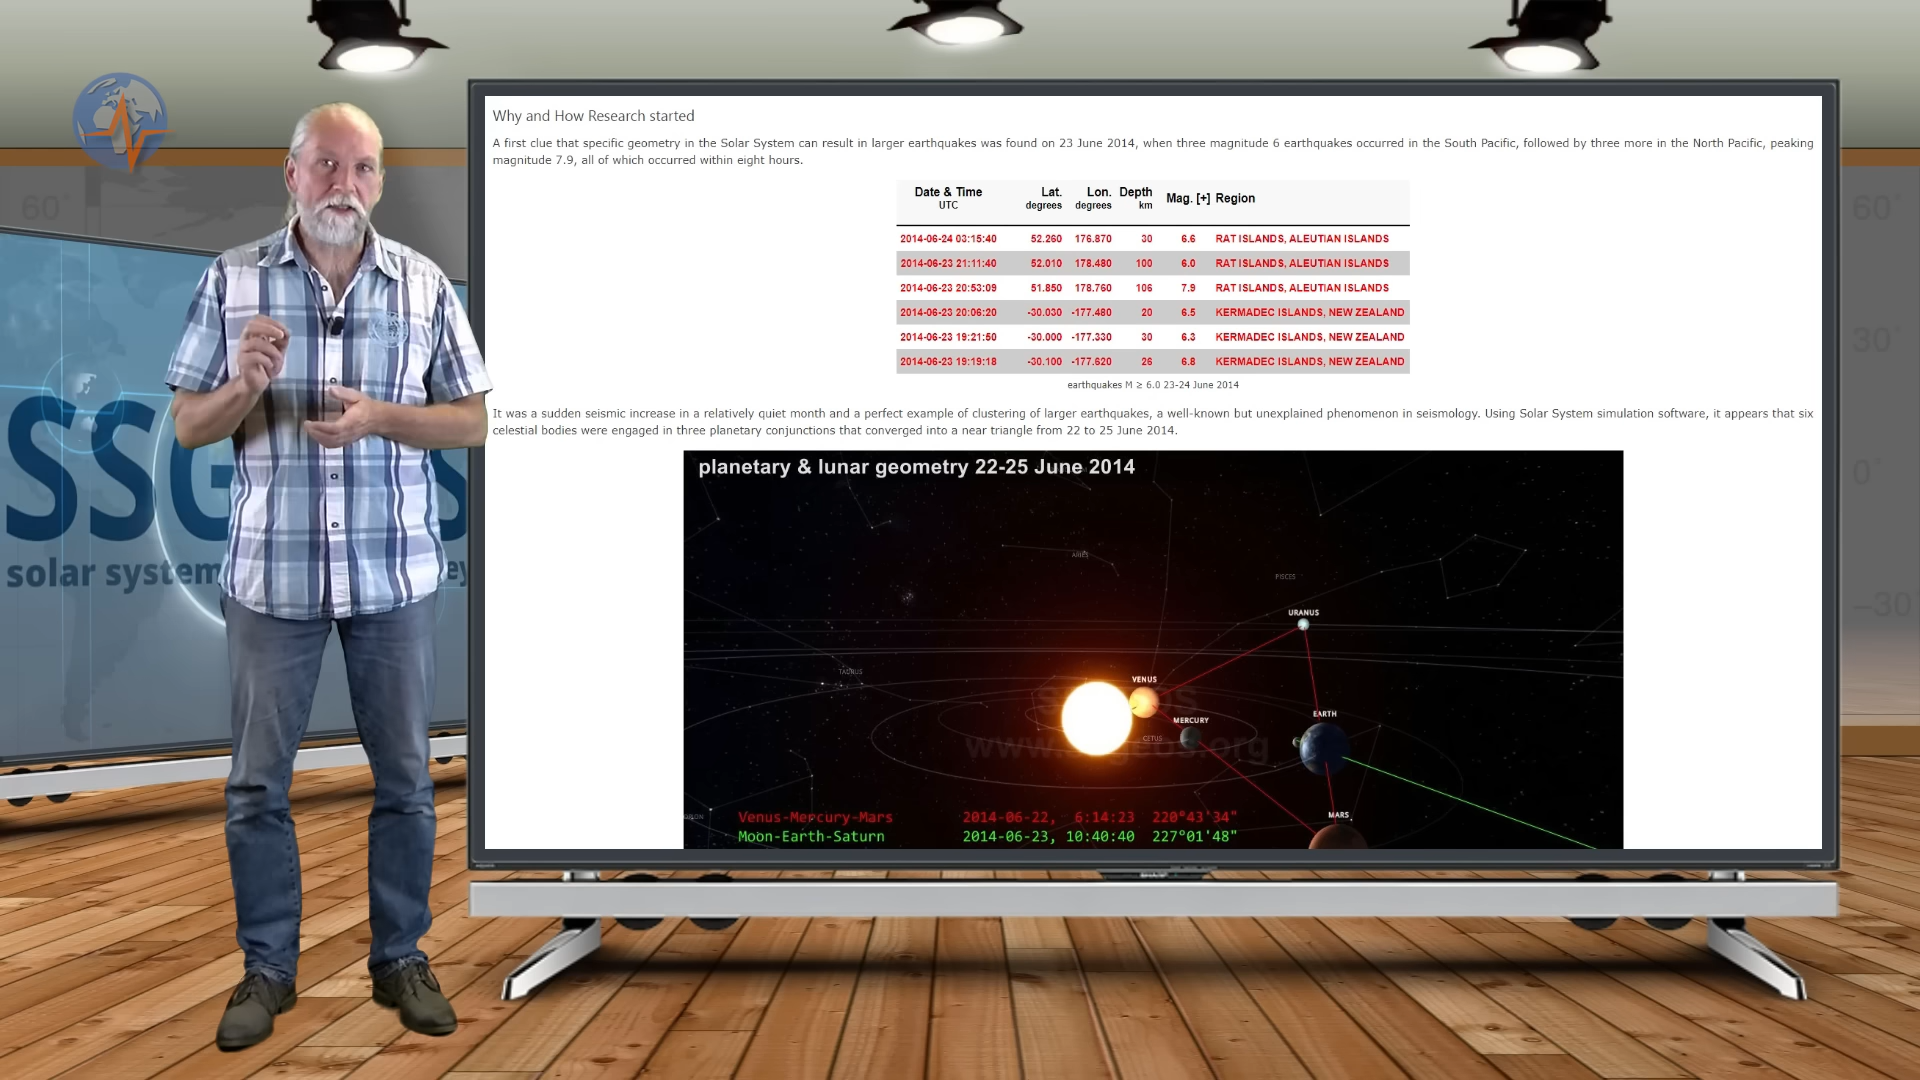 Why and How Research started
A first clue that specific geometry in the Solar System can result in larger earthquakes was found on 23 June 2014, when three magnitude 6 earthquakes occurred in the South Pacific, followed by three more in the North Pacific, peaking
magnitude 7.9, all of which occurred within eight hours.
Date & Time UTC Lat. degrees Lon. degrees Depth km Mag. [+] Region
2014-06-24 03:15:40 52.260 176.870 30 6.6 RAT ISLANDS, ALEUTIAN ISLANDS
2014-06-23 21:11:40 52.010 178.480 100 6.0 RAT ISLANDS, ALEUTIAN ISLANDS
2014-06-23 20:53:09 51.850 178.760 106 7.9 RAT ISLANDS, ALEUTIAN ISLANDS
2014-06-23 20:06:20 -30.030 -177.480 20 6.5 KERMADEC ISLANDS, NEW ZEALAND
2014-06-23 19:21:50 -30.000 -177.330 30 6.3 KERMADEC ISLANDS, NEW ZEALAND
2014-06-23 19:19:18 -30.100 -177.620 26 6.8 KERMADEC ISLANDS, NEW ZEALAND
earthquakes M ≥ 6.0 23-24 June 2014
It was a sudden seismic increase in a relatively quiet month and a perfect example of clustering of larger earthquakes, a well-known but unexplained phenomenon in seismology. Using Solar System simulation software, it appears that six
celestial bodies were engaged in three planetary conjunctions that converged into a near triangle from 22 to 25 June 2014.
planetary & lunar geometry 22-25 June 2014
ARIES
PISCES
URANUS
TAURUS
VENUS
EARTH
MERCURY
CETUS
MARS
Venus-Mercury-Mars 2014-06-22, 6:14:23 220°43'34"
Moon-Earth-Saturn 2014-06-23, 10:40:40 227°01'48"
SSG S
solar system ey
60°
60°
30°
0°
-30°